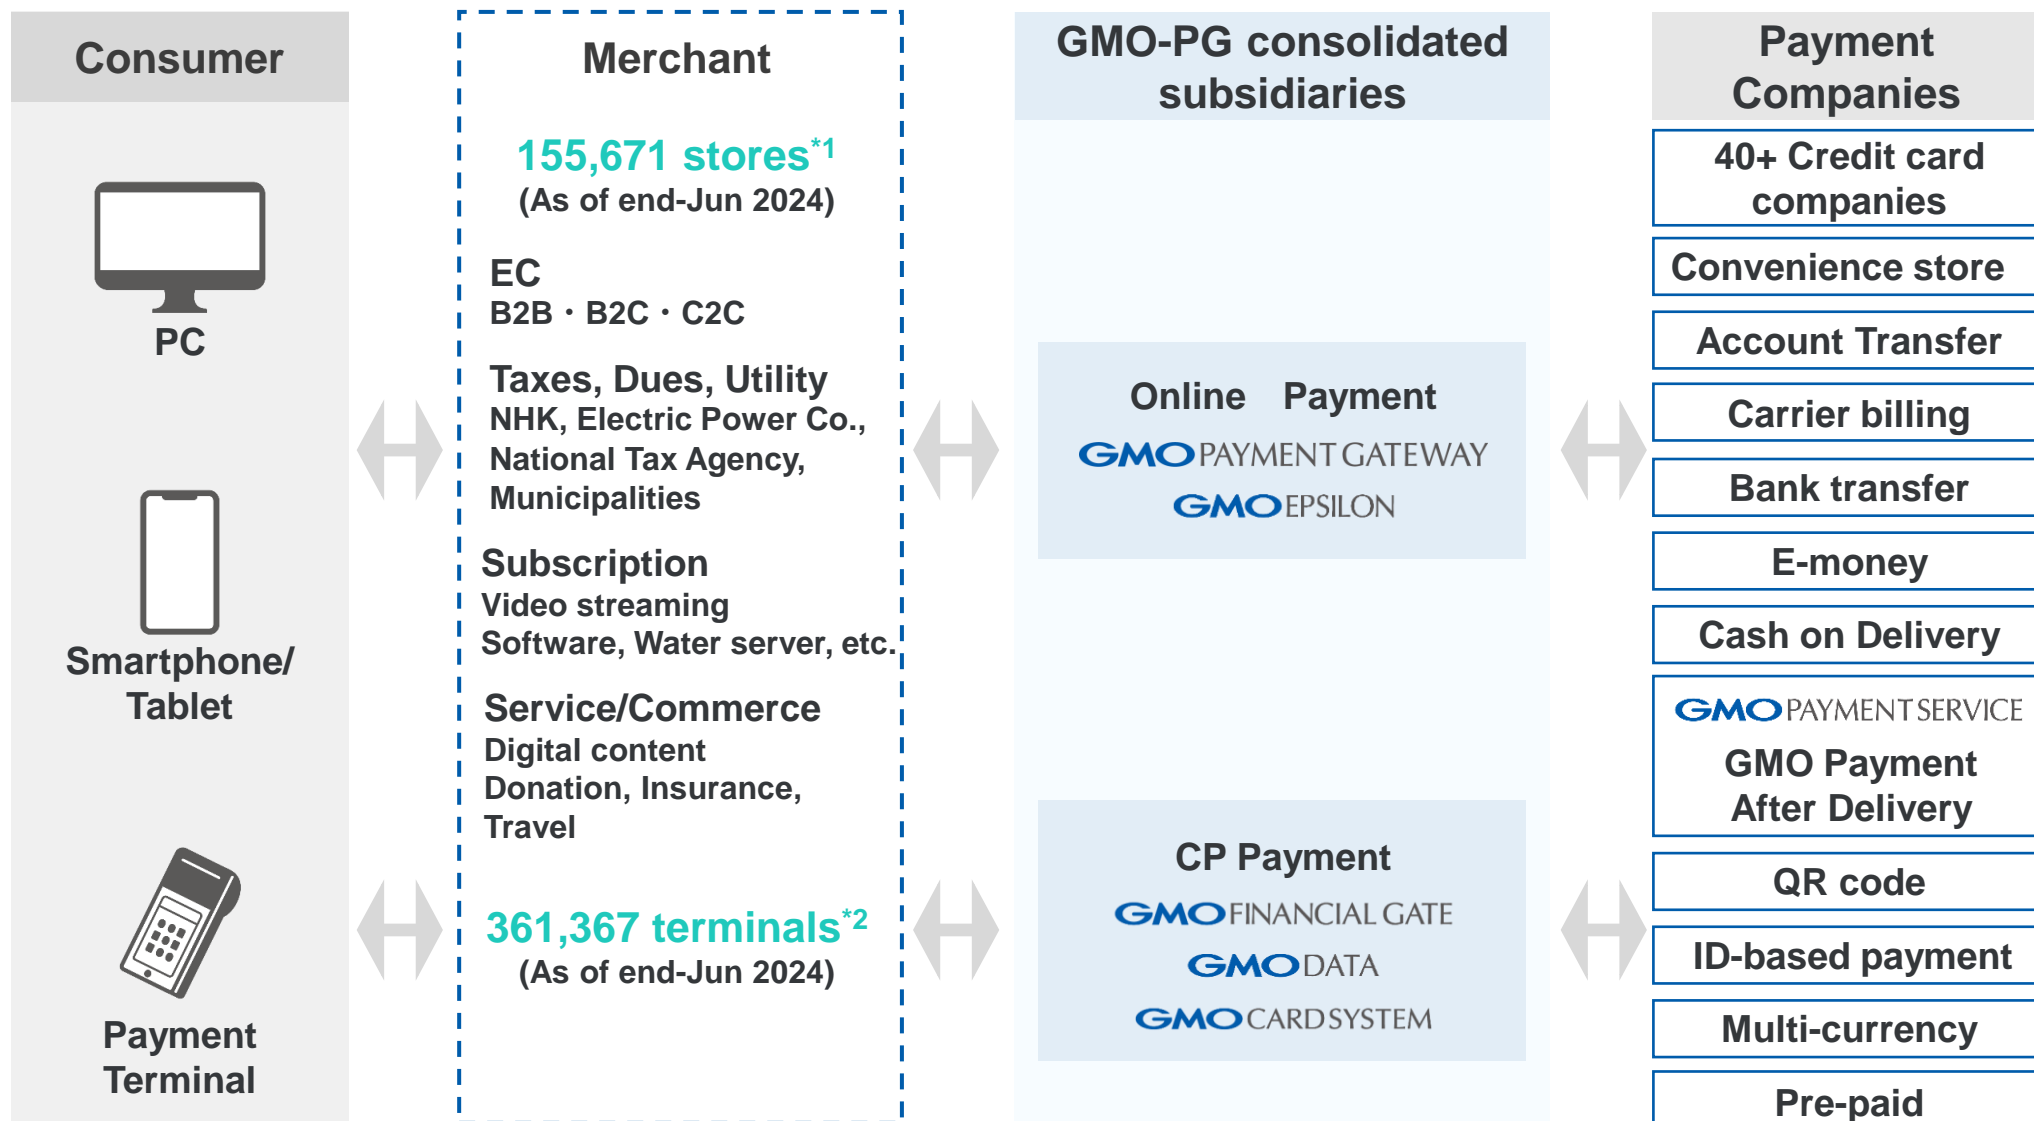 Consumer
PC
Smartphone/
Tablet
Payment
Terminal
Merchant
155,671 stores*1
(As of end-Jun 2024)
EC
B2B・B2C・C2C
Taxes, Dues, Utility
NHK, Electric Power Co.,
National Tax Agency,
Municipalities
Subscription
Video streaming
Software, Water server, etc.
Service/Commerce
Digital content
Donation, Insurance,
Travel
361,367 terminals*2
(As of end-Jun 2024)
GMO-PG consolidated
subsidiaries
Online Payment
GMO PAYMENT GATEWAY
GMO EPSILON
CP Payment
GMO FINANCIAL GATE
GMO DATA
GMO CARD SYSTEM
Payment
Companies
40+ Credit card
companies
Convenience store
Account Transfer
Carrier billing
Bank transfer
E-money
Cash on Delivery
GMO PAYMENT SERVICE
GMO Payment
After Delivery
QR code
ID-based payment
Multi-currency
Pre-paid